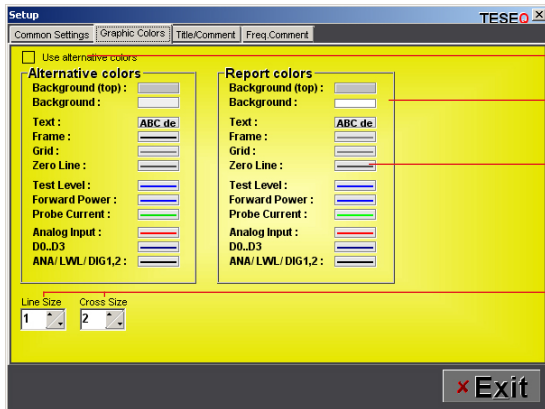 Setup
TESEQ
Common Settings Graphic Colors Title/Comment Freq.Comment
Use alternative colors
Alternative colors
Background (top) :
Background :
Text : ABC de
Frame :
Grid :
Zero Line :
Test Level :
Forward Power :
Probe Current :
Analog Input :
D0..D3
ANA/ LWL/ DIG1,2 :
Report colors
Background (top) :
Background :
Text : ABC de
Frame :
Grid :
Zero Line :
Test Level :
Forward Power :
Probe Current :
Analog Input :
D0..D3
ANA/ LWL/ DIG1,2 :
Line Size Cross Size
1 2
Exit